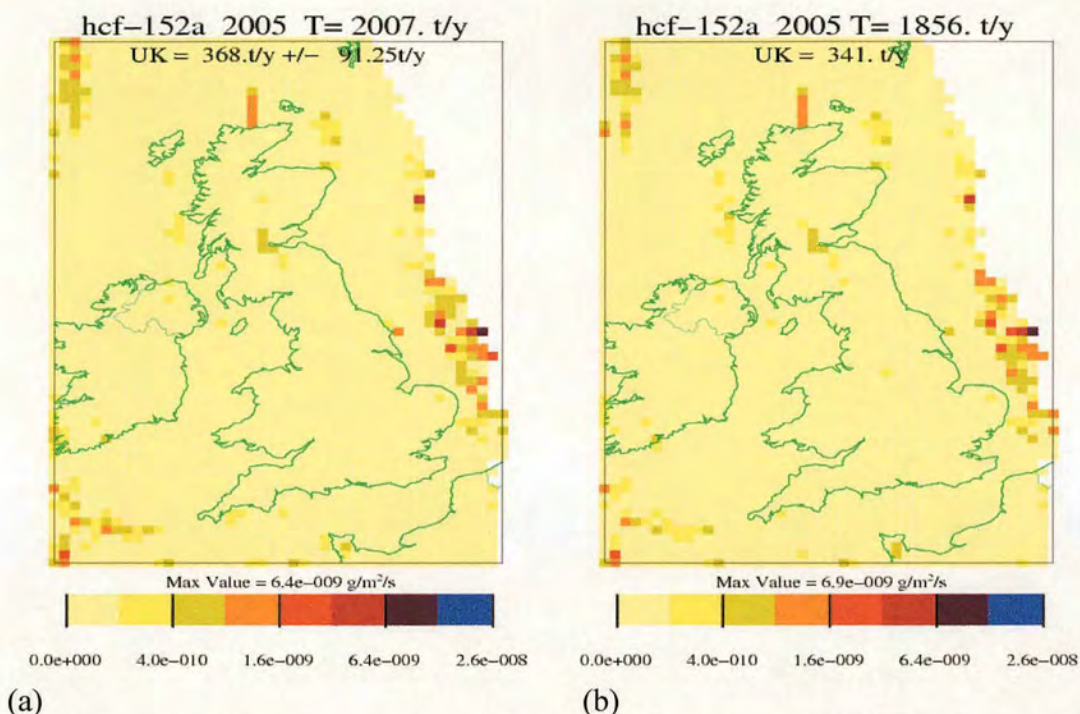 hcf-152a 2005 T= 2007. t/y
UK = 368.t/y +/- 91.25t/y
Max Value = 6.4e-009 g/m²/s
0.0e+000 4.0e-010 1.6e-009 6.4e-009 2.6e-008
(a)
hcf-152a 2005 T= 1856. t/y
UK = 341. t/y
Max Value = 6.9e-009 g/m²/s
0.0e+000 4.0e-010 1.6e-009 6.4e-009 2.6e-008
(b)